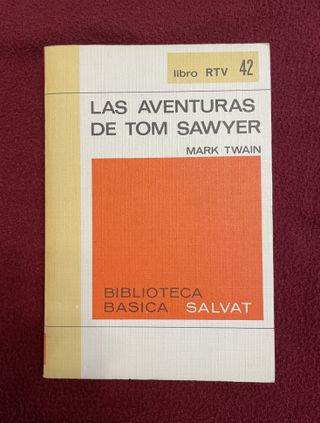 libro RTV 42
LAS AVENTURAS
DE TOM SAWYER
MARK TWAIN
BIBLIOTECA
BASICA SALVAT